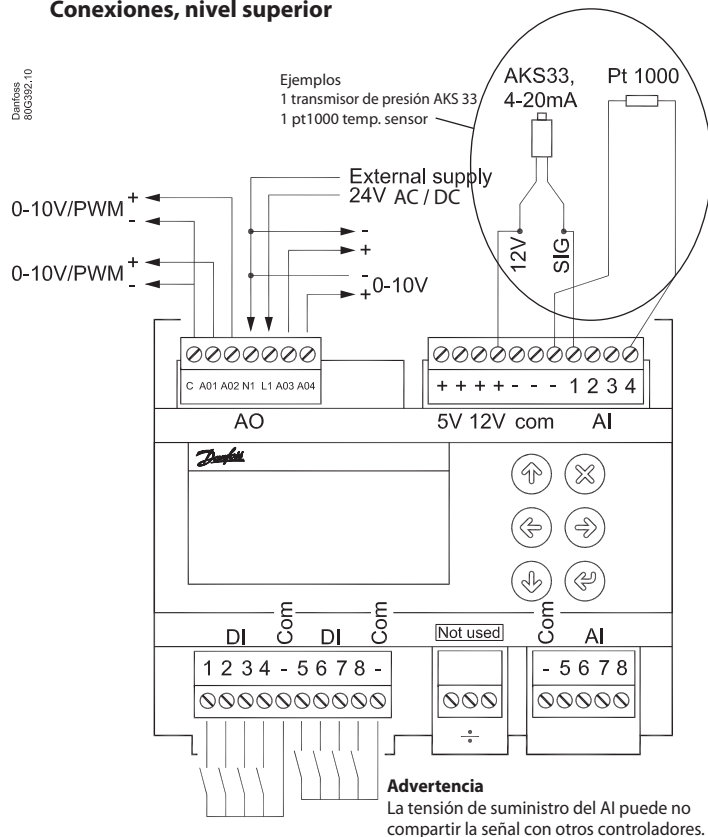 Conexiones, nivel superior
Danfoss
80G392.10
Ejemplos
1 transmisor de presión AKS 33
1 pt1000 temp. sensor
AKS33,
4-20mA
Pt 1000
External supply
24V AC / DC
0-10V/PWM
+
-
0-10V/PWM
+
-
-
+
-
+
0-10V
12V
SIG
C A01 A02 N1 L1 A03 A04
+ + + + - - - 1 2 3 4
AO
5V 12V com AI
Danfoss
DI Com DI Com
Not used
Com AI
1 2 3 4 - 5 6 7 8 -
- 5 6 7 8
÷
Advertencia
La tensión de suministro del AI puede no
compartir la señal con otros controladores.